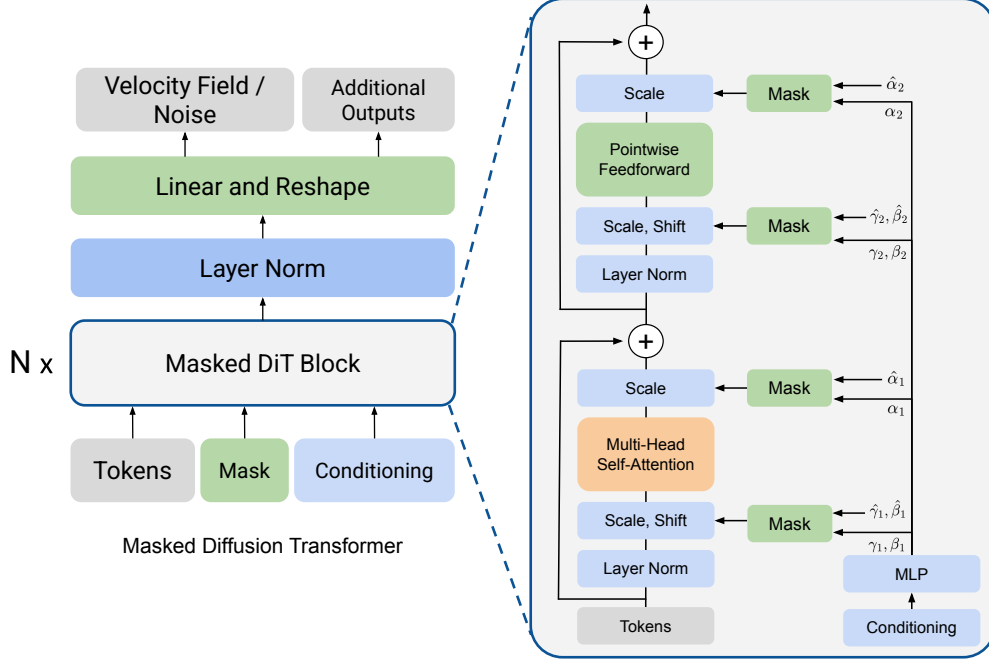 Velocity Field /
Noise
Additional
Outputs
Linear and Reshape
Layer Norm
N x
Masked DiT Block
Tokens
Mask
Conditioning
Masked Diffusion Transformer
+
Scale
Mask
α̂₂
α₂
Pointwise
Feedforward
Scale, Shift
Mask
γ̂₂, β̂₂
γ₂, β₂
Layer Norm
+
Scale
Mask
α̂₁
α₁
Multi-Head
Self-Attention
Scale, Shift
Mask
γ̂₁, β̂₁
γ₁, β₁
Layer Norm
MLP
Tokens
Conditioning